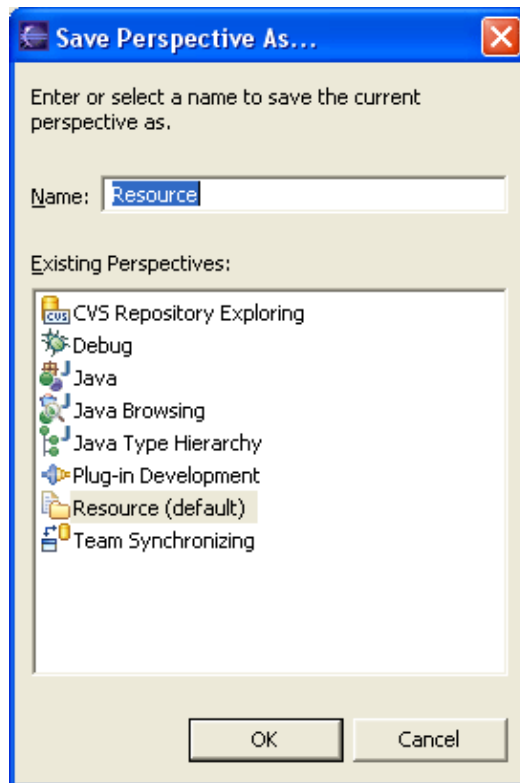 Save Perspective As...
Enter or select a name to save the current
perspective as.
Name: Resource
Existing Perspectives:
CVS CVS Repository Exploring
Debug
Java
Java Browsing
Java Type Hierarchy
Plug-in Development
Resource (default)
Team Synchronizing
OK Cancel